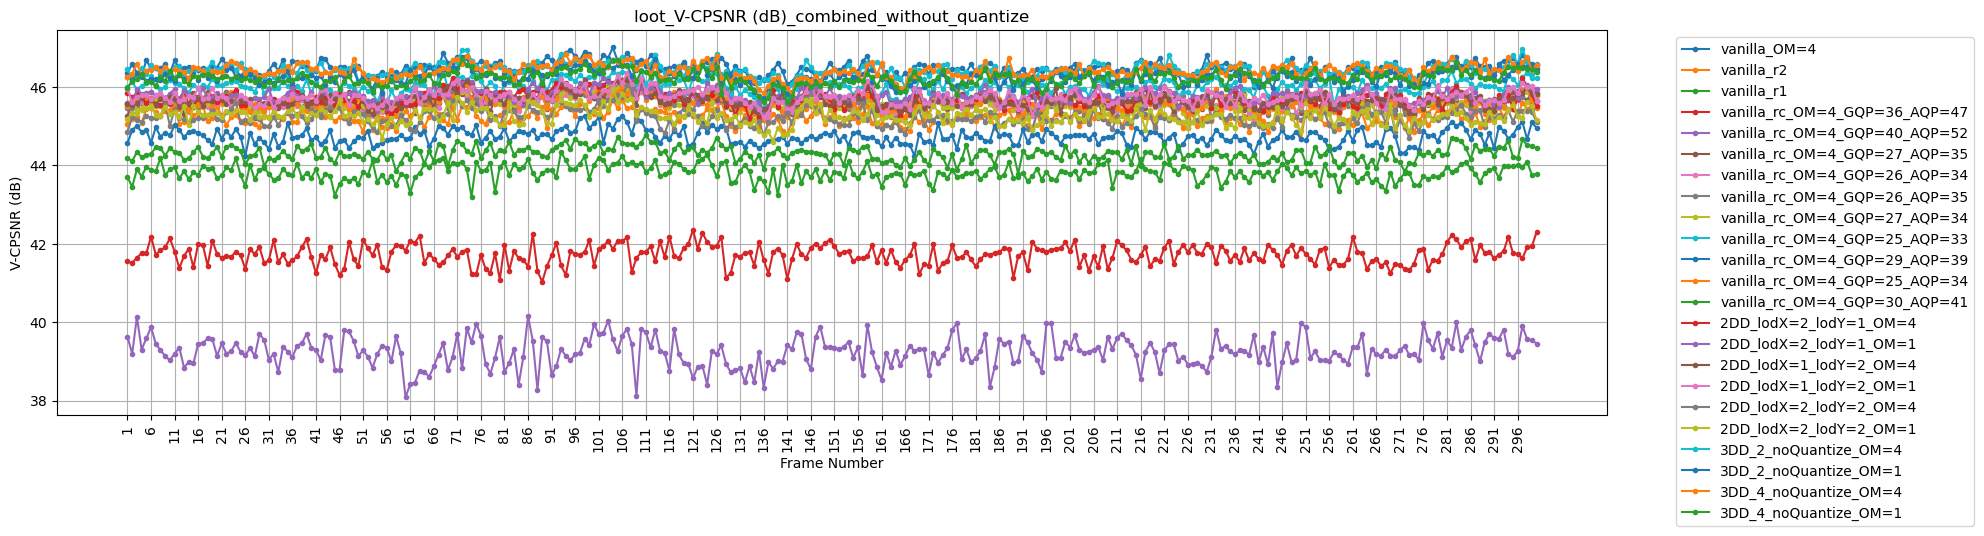 loot_V-CPSNR (dB)_combined_without_quantize
V-CPSNR (dB)
46
44
42
40
38
1 6 11 16 21 26 31 36 41 46 51 56 61 66 71 76 81 86 91 96 101 106 111 116 121 126 131 136 141 146 151 156 161 166 171 176 181 186 191 196 201 206 211 216 221 226 231 236 241 246 251 256 261 266 271 276 281 286 291 296
Frame Number
vanilla_OM=4
vanilla_r2
vanilla_r1
vanilla_rc_OM=4_GQP=36_AQP=47
vanilla_rc_OM=4_GQP=40_AQP=52
vanilla_rc_OM=4_GQP=27_AQP=35
vanilla_rc_OM=4_GQP=26_AQP=34
vanilla_rc_OM=4_GQP=26_AQP=35
vanilla_rc_OM=4_GQP=27_AQP=34
vanilla_rc_OM=4_GQP=25_AQP=33
vanilla_rc_OM=4_GQP=29_AQP=39
vanilla_rc_OM=4_GQP=25_AQP=34
vanilla_rc_OM=4_GQP=30_AQP=41
2DD_lodX=2_lodY=1_OM=4
2DD_lodX=2_lodY=1_OM=1
2DD_lodX=1_lodY=2_OM=4
2DD_lodX=1_lodY=2_OM=1
2DD_lodX=2_lodY=2_OM=4
2DD_lodX=2_lodY=2_OM=1
3DD_2_noQuantize_OM=4
3DD_2_noQuantize_OM=1
3DD_4_noQuantize_OM=4
3DD_4_noQuantize_OM=1